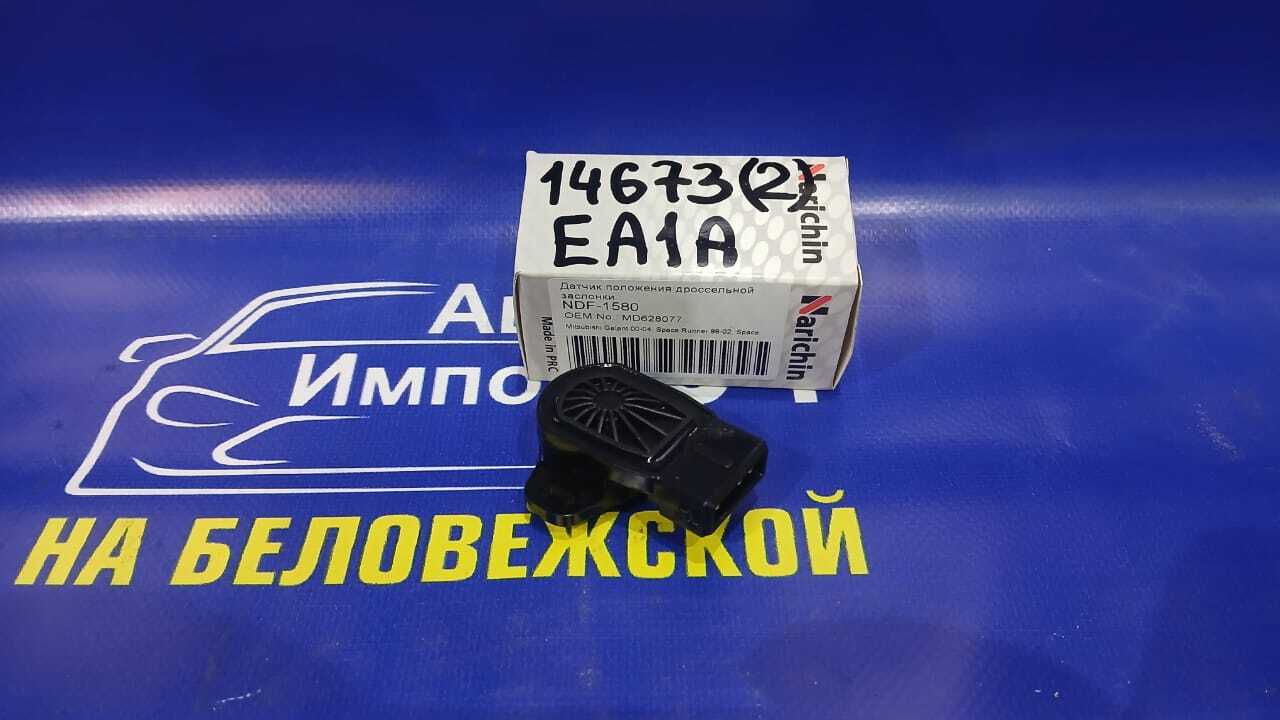 14673(2)
EA1A
Narichin
Датчик положения дроссельной
заслонки
NDF-1580
OEM No. MD628077
Mitsubishi Galant 00-04, Space Runner 99-02, Space
Made in PRC
Narichin
НА БЕЛОВЕЖСКОЙ